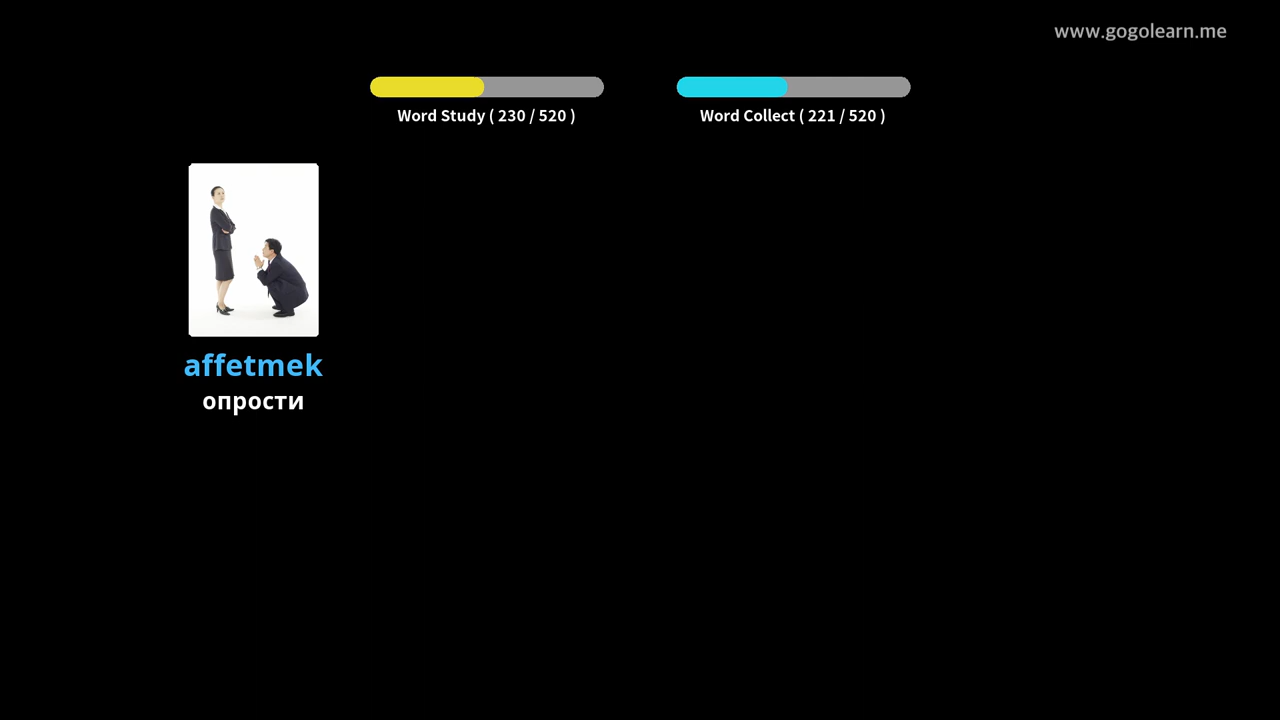 www.gogolearn.me
Word Study ( 230 / 520 )
Word Collect ( 221 / 520 )
affetmek
опрости